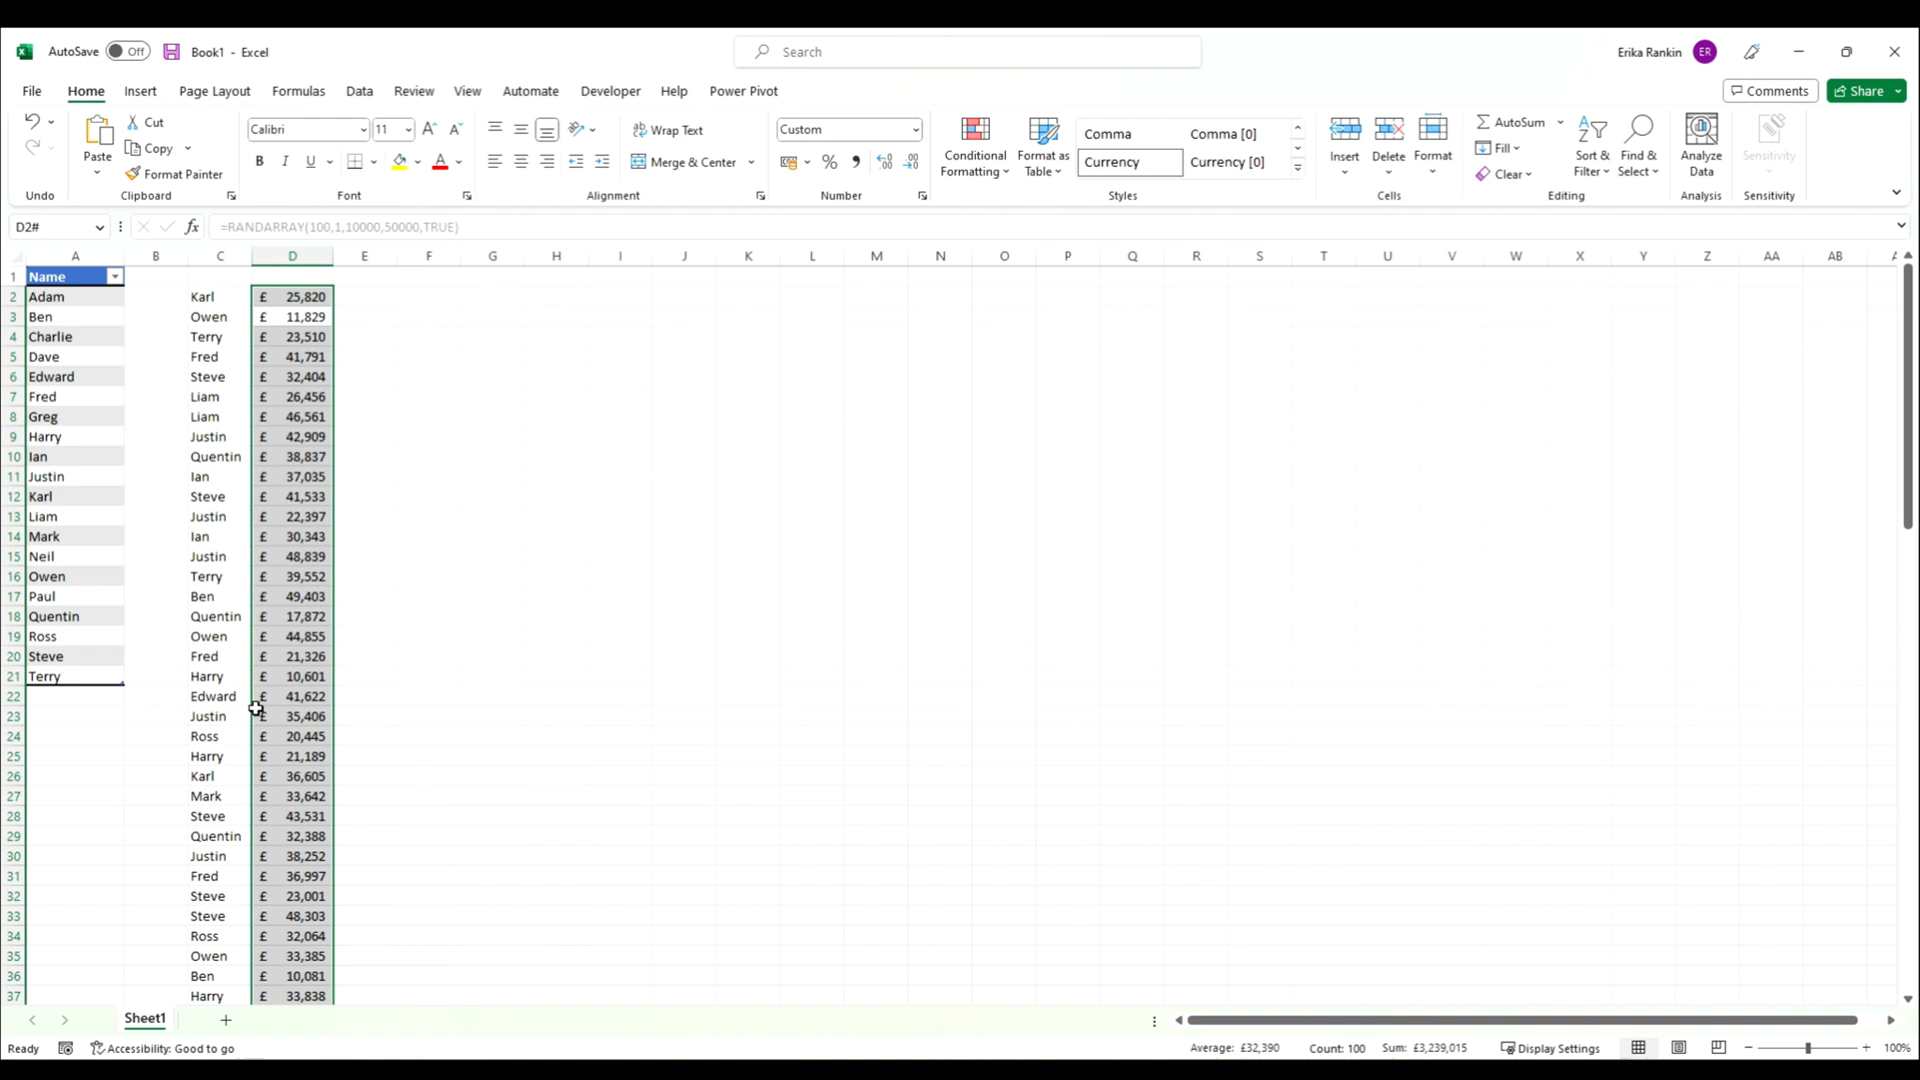 AutoSave Off Book1 - Excel Search Erika Rankin ER
File Home Insert Page Layout Formulas Data Review View Automate Developer Help Power Pivot Comments Share
Cut Calibri 11 Wrap Text Custom Comma Comma [0] AutoSum
Copy Fill
Paste Format Painter B I U Merge & Center % Conditional Formatting Format as Table Currency Currency [0] Insert Delete Format Clear Sort & Filter Find & Select Analyze Data Sensitivity
Undo Clipboard Font Alignment Number Styles Cells Editing Analysis Sensitivity
D2# fx =RANDARRAY(100,1,10000,50000,TRUE)
A B C D E F G H I J K L M N O P Q R S T U V W X Y Z AA AB
1 Name
2 Adam Karl £ 25,820
3 Ben Owen £ 11,829
4 Charlie Terry £ 23,510
5 Dave Fred £ 41,791
6 Edward Steve £ 32,404
7 Fred Liam £ 26,456
8 Greg Liam £ 46,561
9 Harry Justin £ 42,909
10 Ian Quentin £ 38,837
11 Justin Ian £ 37,035
12 Karl Steve £ 41,533
13 Liam Justin £ 22,397
14 Mark Ian £ 30,343
15 Neil Justin £ 48,839
16 Owen Terry £ 39,552
17 Paul Ben £ 49,403
18 Quentin Quentin £ 17,872
19 Ross Owen £ 44,855
20 Steve Fred £ 21,326
21 Terry Harry £ 10,601
22 Edward £ 41,622
23 Justin £ 35,406
24 Ross £ 20,445
25 Harry £ 21,189
26 Karl £ 36,605
27 Mark £ 33,642
28 Steve £ 43,531
29 Quentin £ 32,388
30 Justin £ 38,252
31 Fred £ 36,997
32 Steve £ 23,001
33 Steve £ 48,303
34 Ross £ 32,064
35 Owen £ 33,385
36 Ben £ 10,081
37 Harry £ 33,838
Sheet1
Ready Accessibility: Good to go Average: £32,390 Count: 100 Sum: £3,239,015 Display Settings 100%